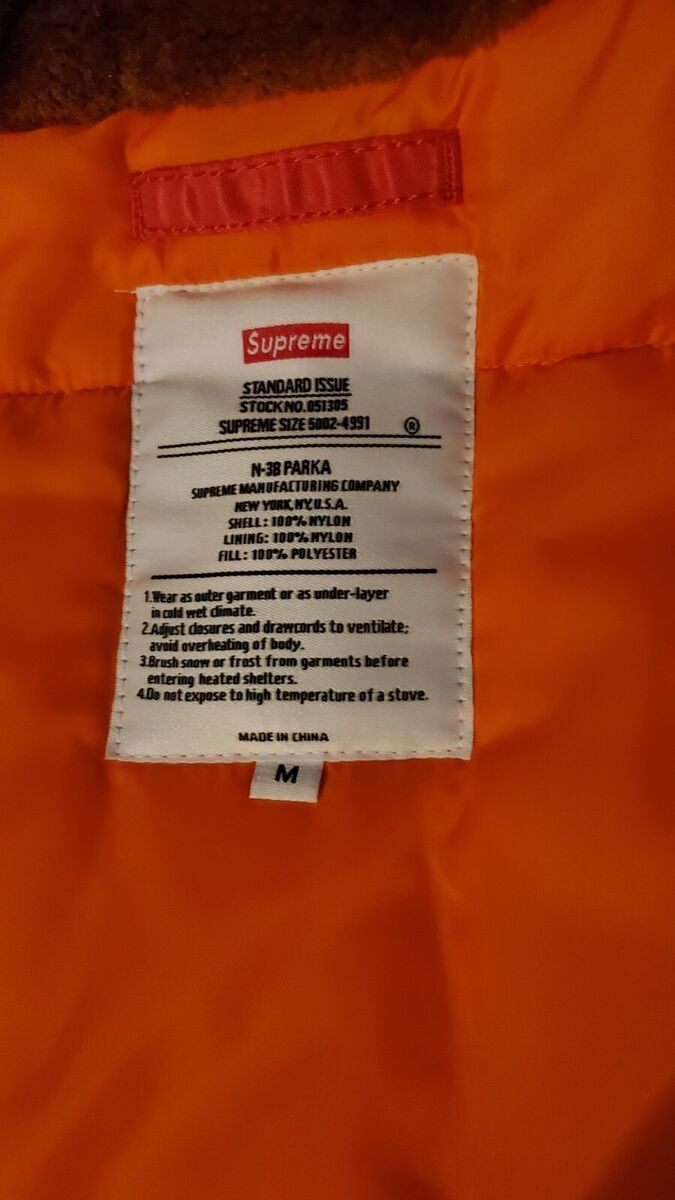 Supreme
STANDARD ISSUE
STOCK NO. 051305
SUPREME SIZE 5002-4991 ®
N-3B PARKA
SUPREME MANUFACTURING COMPANY
NEW YORK, NY, U.S.A.
SHELL: 100% NYLON
LINING: 100% NYLON
FILL: 100% POLYESTER
1.Wear as outer garment or as under-layer
in cold wet climate.
2.Adjust closures and drawcords to ventilate;
avoid overheating of body.
3.Brush snow or frost from garments before
entering heated shelters.
4.Do not expose to high temperature of a stove.
MADE IN CHINA
M